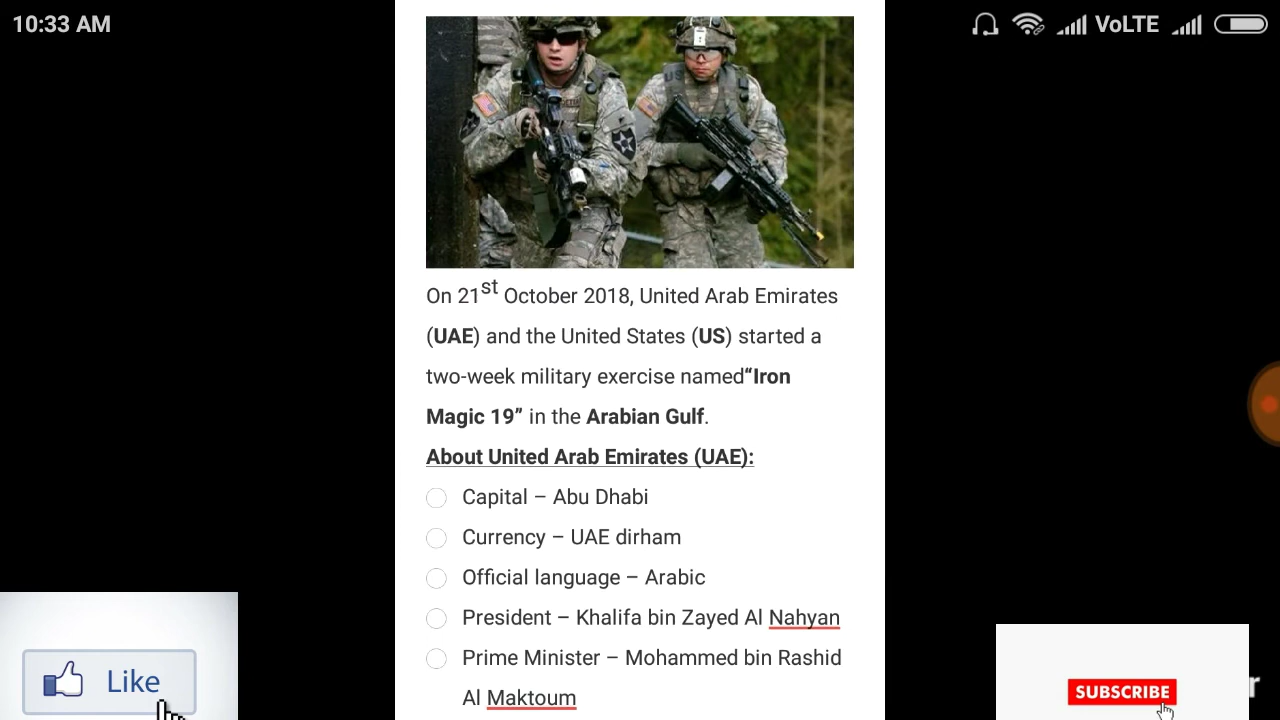 10:33 AM
VoLTE
US
On 21st October 2018, United Arab Emirates
(UAE) and the United States (US) started a
two-week military exercise named“Iron
Magic 19” in the Arabian Gulf.
About United Arab Emirates (UAE):
Capital – Abu Dhabi
Currency – UAE dirham
Official language – Arabic
President – Khalifa bin Zayed Al Nahyan
Prime Minister – Mohammed bin Rashid
Al Maktoum
Like
SUBSCRIBE
r